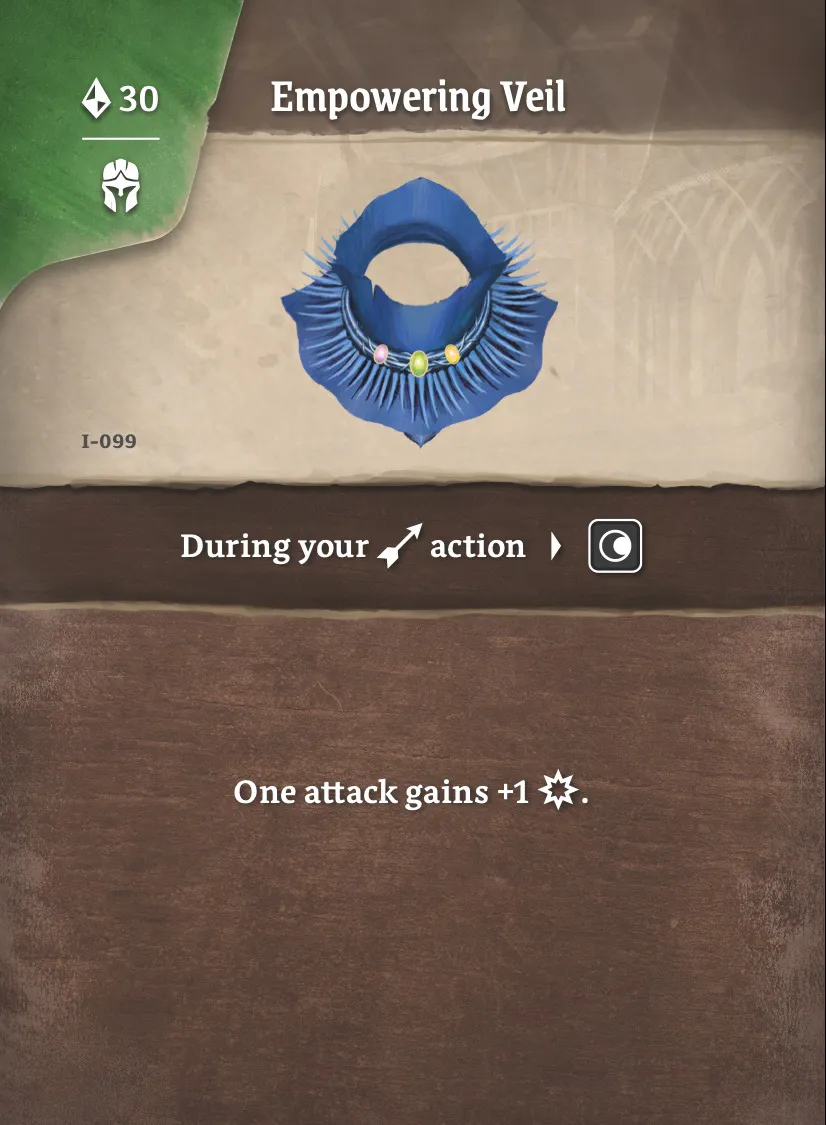 30
Empowering Veil
I-099
During your action
One attack gains +1 .